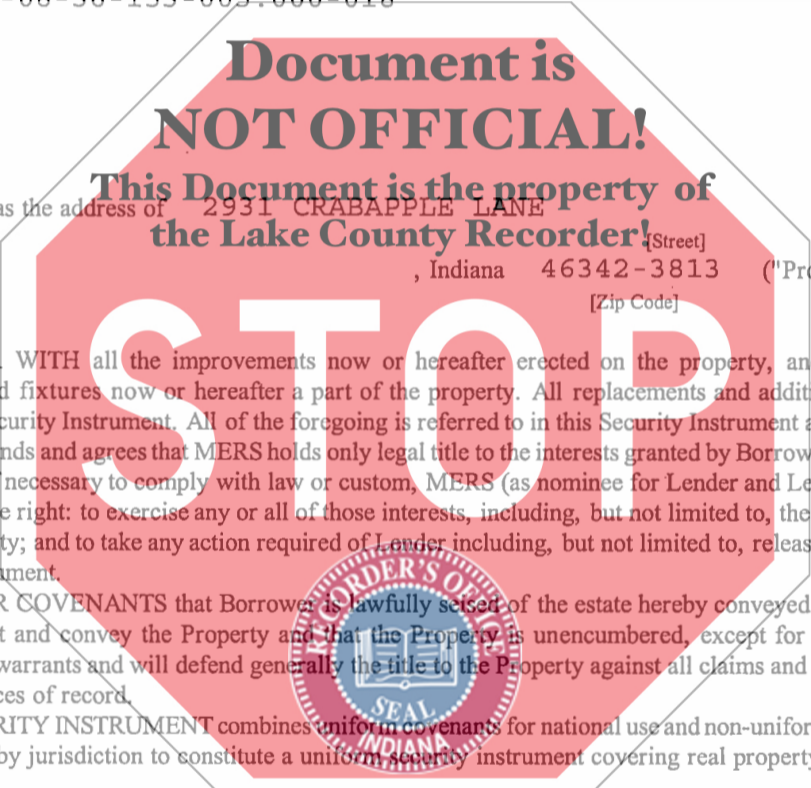 Document is
NOT OFFICIAL!
This Document is the property of
as the address of 2931 CRABAPPLE LANE
the Lake County Recorder!
[Street]
, Indiana 46342-3813 ("Pro
[Zip Code]
STOP
WITH all the improvements now or hereafter erected on the property, an
d fixtures now or hereafter a part of the property. All replacements and addit
curity Instrument. All of the foregoing is referred to in this Security Instrument a
nds and agrees that MERS holds only legal title to the interests granted by Borrow
necessary to comply with law or custom, MERS (as nominee for Lender and Le
e right: to exercise any or all of those interests, including, but not limited to, the
ty; and to take any action required of Lender including, but not limited to, releas
ument.
R COVENANTS that Borrower is lawfully seised of the estate hereby conveyed
t and convey the Property and that the Property is unencumbered, except for
warrants and will defend generally the title to the Property against all claims and
ces of record.
RITY INSTRUMENT combines uniform covenants for national use and non-unifor
by jurisdiction to constitute a uniform security instrument covering real propert
RECORDER'S OFFICE
SEAL
INDIANA